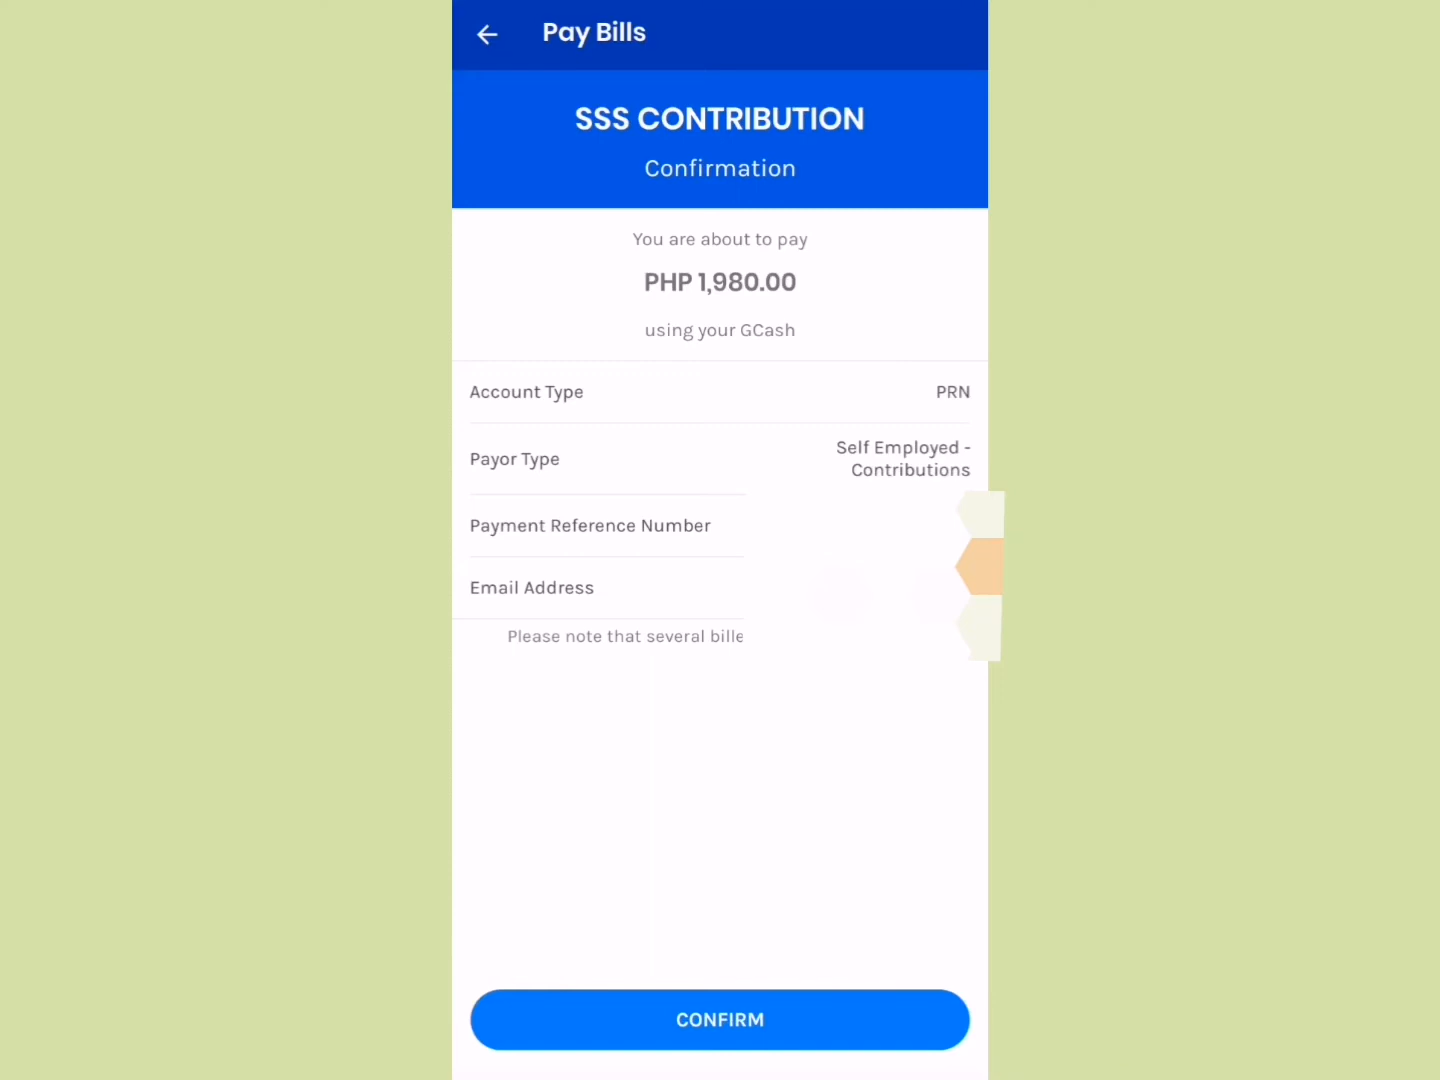 Pay Bills
SSS CONTRIBUTION
Confirmation
You are about to pay
PHP 1,980.00
using your GCash
Account Type PRN
Payor Type Self Employed -
Contributions
Payment Reference Number
Email Address
Please note that several bille
CONFIRM